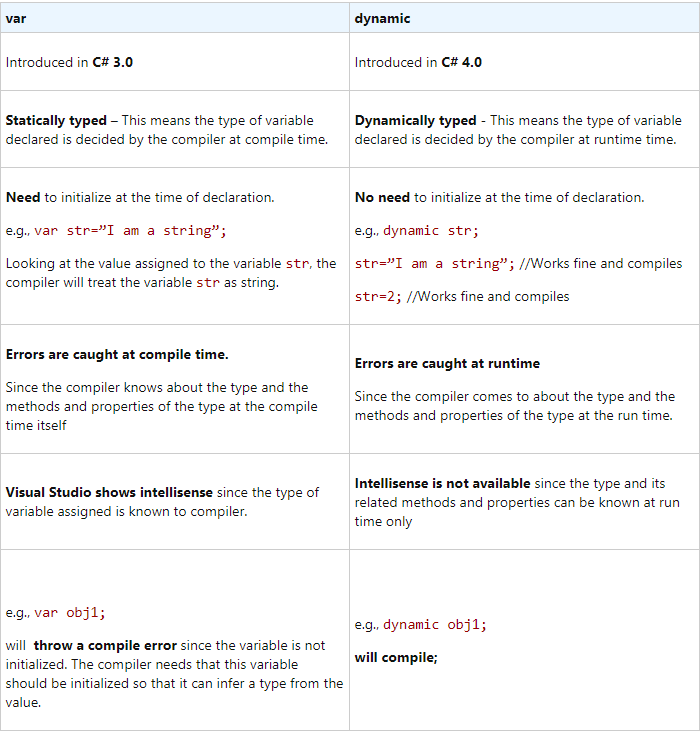 var
dynamic
Introduced in C# 3.0
Introduced in C# 4.0
Statically typed – This means the type of variable
declared is decided by the compiler at compile time.
Dynamically typed - This means the type of variable
declared is decided by the compiler at runtime time.
Need to initialize at the time of declaration.
e.g., var str=”I am a string”;
Looking at the value assigned to the variable str, the
compiler will treat the variable str as string.
No need to initialize at the time of declaration.
e.g., dynamic str;
str=”I am a string”; //Works fine and compiles
str=2; //Works fine and compiles
Errors are caught at compile time.
Since the compiler knows about the type and the
methods and properties of the type at the compile
time itself
Errors are caught at runtime
Since the compiler comes to about the type and the
methods and properties of the type at the run time.
Visual Studio shows intellisense since the type of
variable assigned is known to compiler.
Intellisense is not available since the type and its
related methods and properties can be known at run
time only
e.g., var obj1;
will  throw a compile error since the variable is not
initialized. The compiler needs that this variable
should be initialized so that it can infer a type from the
value.
e.g., dynamic obj1;
will compile;